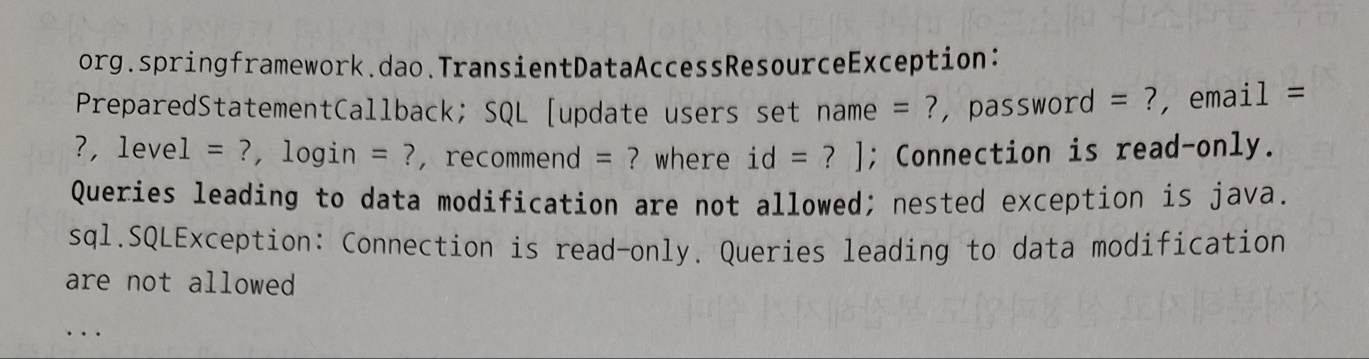 org.springframework.dao.TransientDataAccessResourceException:
PreparedStatementCallback; SQL [update users set name = ?, password = ?, email =
?, level = ?, login = ?, recommend = ? where id = ? ]; Connection is read-only.
Queries leading to data modification are not allowed; nested exception is java.
sql.SQLException: Connection is read-only. Queries leading to data modification
are not allowed
...